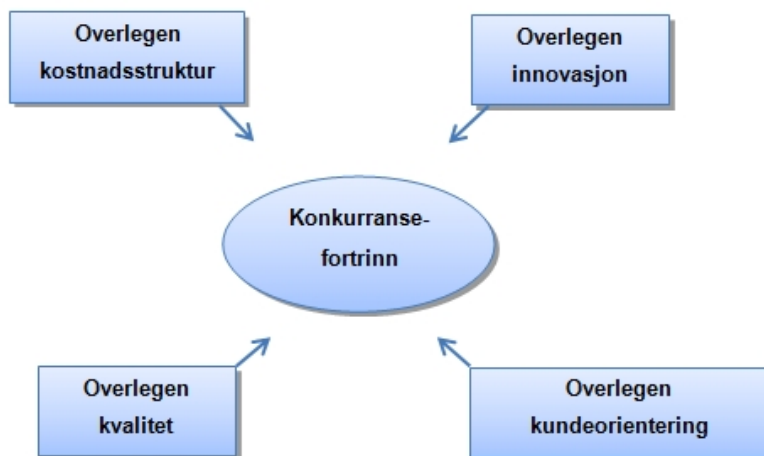 Overlegen
kostnadsstruktur
Overlegen
innovasjon
Konkurranse-
fortrinn
Overlegen
kvalitet
Overlegen
kundeorientering